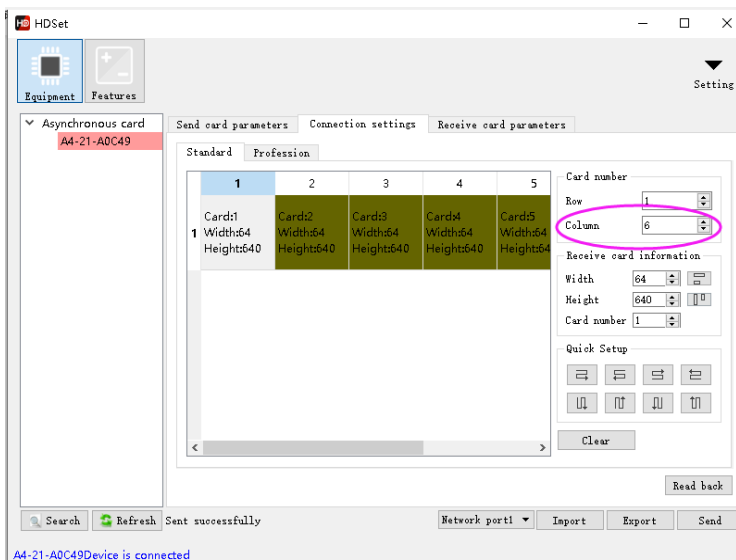 HDSet
Equipment
Features
Setting
Asynchronous card
A4-21-A0C49
Send card parameters
Connection settings
Receive card parameters
Standard
Profession
1 2 3 4 5
1
Card:1 Card:2 Card:3 Card:4 Card:5
Width:64 Width:64 Width:64 Width:64 Width:64
Height:640 Height:640 Height:640 Height:640 Height:64
Card number
Row 1
Column 6
Receive card information
Width 64
Height 640
Card number 1
Quick Setup
Clear
Read back
Search Refresh Sent successfully Network port1 Import Export Send
A4-21-A0C49Device is connected